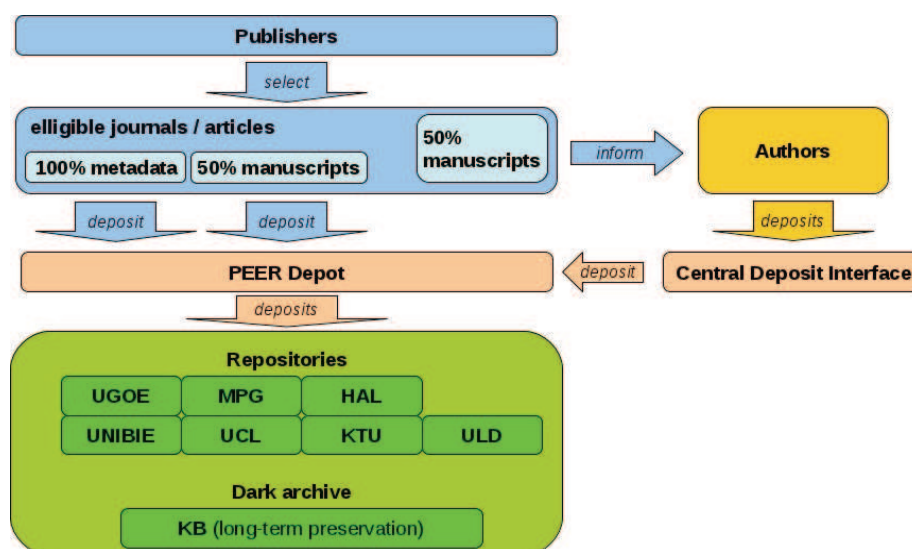 Publishers
select
elligible journals / articles
100% metadata
50% manuscripts
50%
manuscripts
inform
Authors
deposit
deposit
deposits
PEER Depot
deposit
Central Deposit Interface
deposits
Repositories
UGOE
MPG
HAL
UNIBIE
UCL
KTU
ULD
Dark archive
KB (long-term preservation)